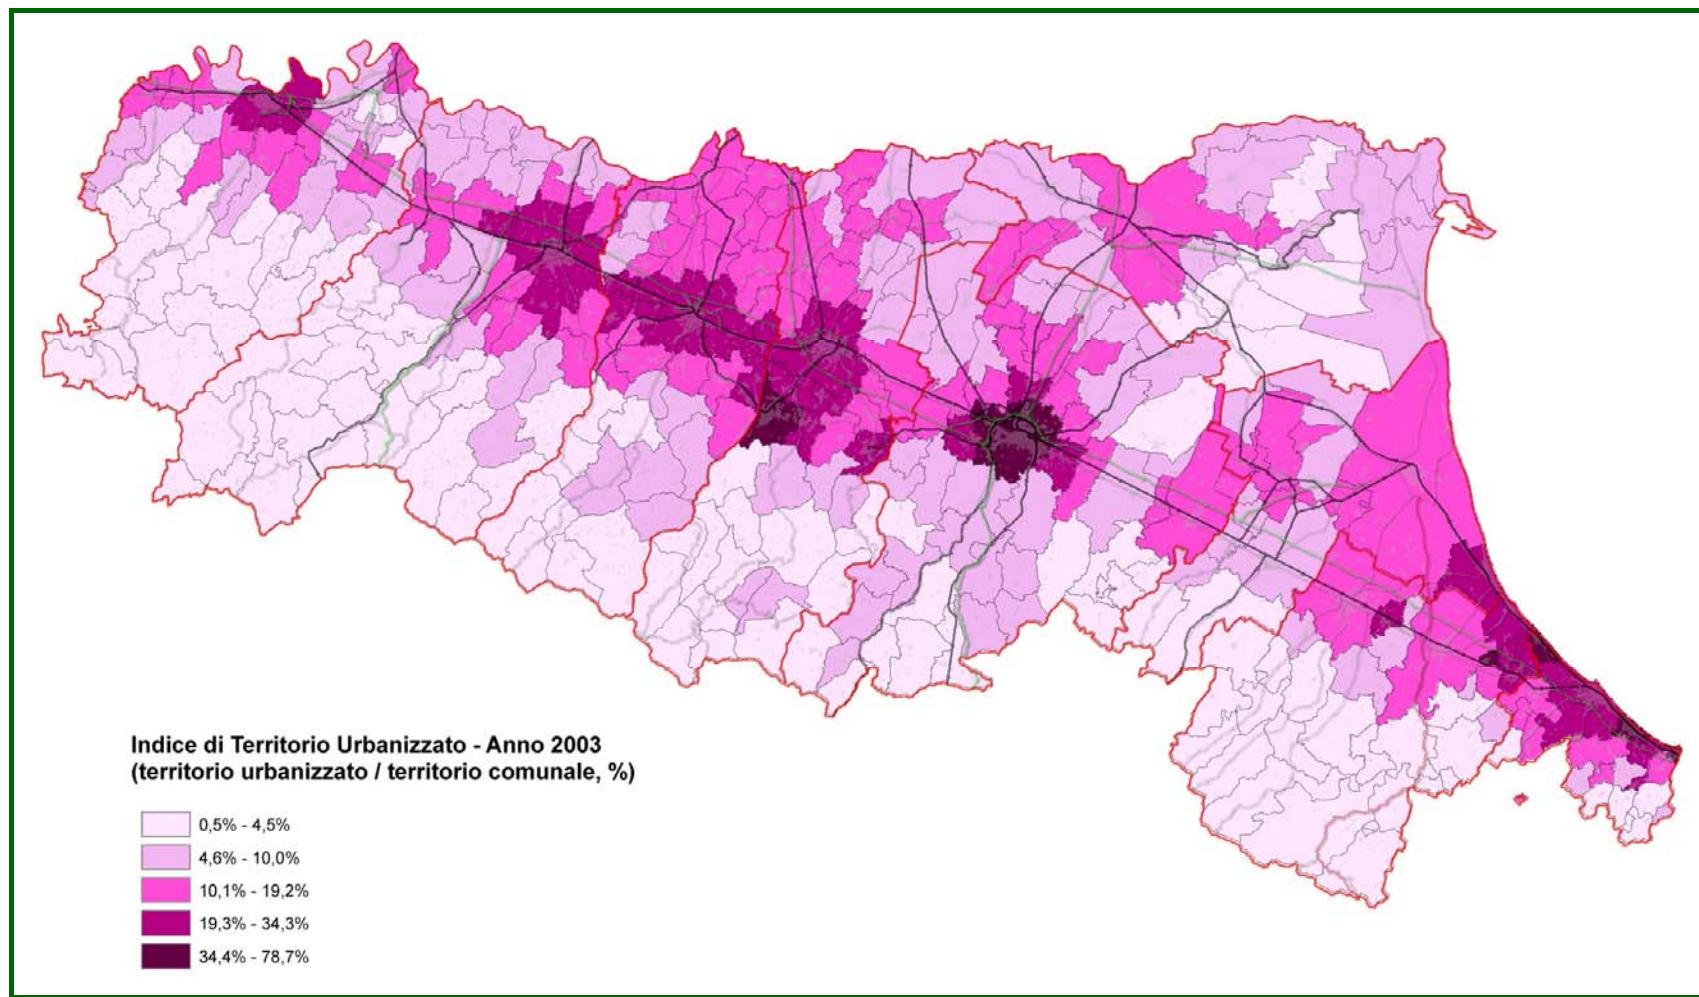 Indice di Territorio Urbanizzato - Anno 2003
(territorio urbanizzato / territorio comunale, %)
0,5% - 4,5%
4,6% - 10,0%
10,1% - 19,2%
19,3% - 34,3%
34,4% - 78,7%